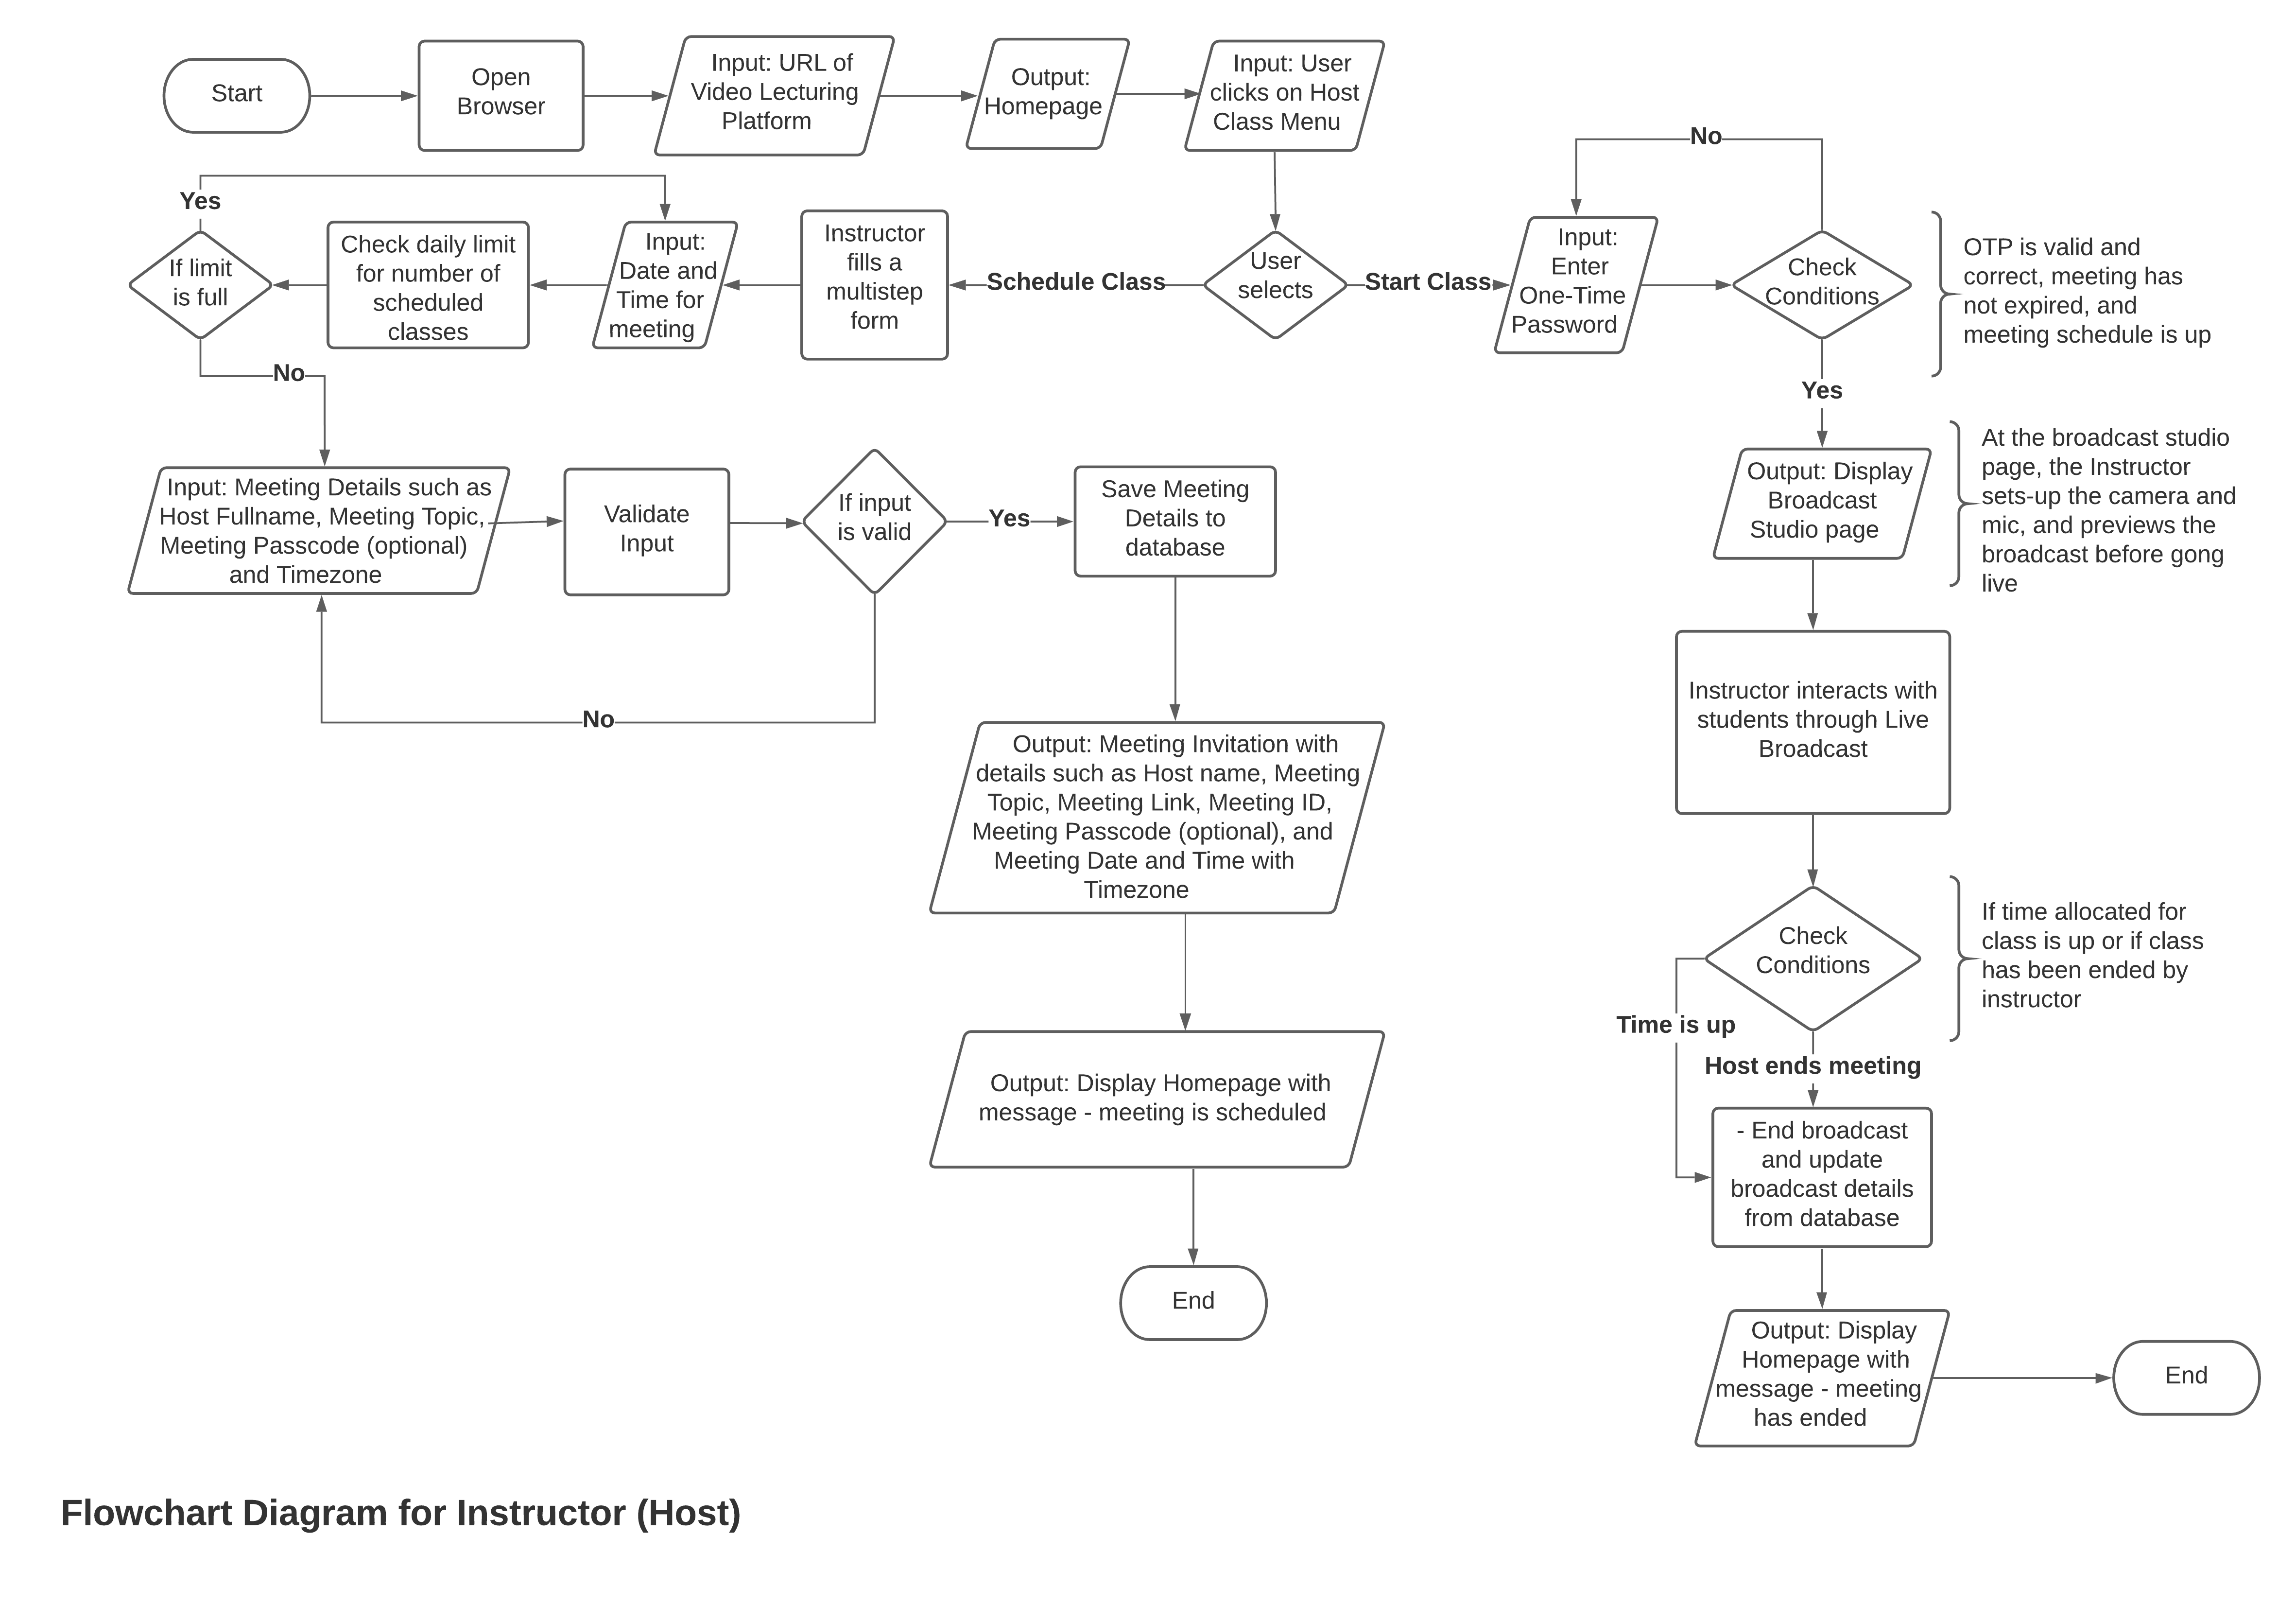 Start
Open
Browser
Input: URL of
Video Lecturing
Platform
Output:
Homepage
Input: User
clicks on Host
Class Menu
User
selects
Schedule Class
Start Class
Instructor
fills a
multistep
form
Input:
Date and
Time for
meeting
Check daily limit
for number of
scheduled
classes
If limit
is full
Yes
No
Input: Meeting Details such as
Host Fullname, Meeting Topic,
Meeting Passcode (optional)
and Timezone
Validate
Input
If input
is valid
No
Yes
Save Meeting
Details to
database
Output: Meeting Invitation with
details such as Host name, Meeting
Topic, Meeting Link, Meeting ID,
Meeting Passcode (optional), and
Meeting Date and Time with
Timezone
Output: Display Homepage with
message - meeting is scheduled
End
Input:
Enter
One-Time
Password
No
Check
Conditions
OTP is valid and
correct, meeting has
not expired, and
meeting schedule is up
Yes
Output: Display
Broadcast
Studio page
At the broadcast studio
page, the Instructor
sets-up the camera and
mic, and previews the
broadcast before gong
live
Instructor interacts with
students through Live
Broadcast
Check
Conditions
If time allocated for
class is up or if class
has been ended by
instructor
Time is up
Host ends meeting
- End broadcast
and update
broadcast details
from database
Output: Display
Homepage with
message - meeting
has ended
End
Flowchart Diagram for Instructor (Host)